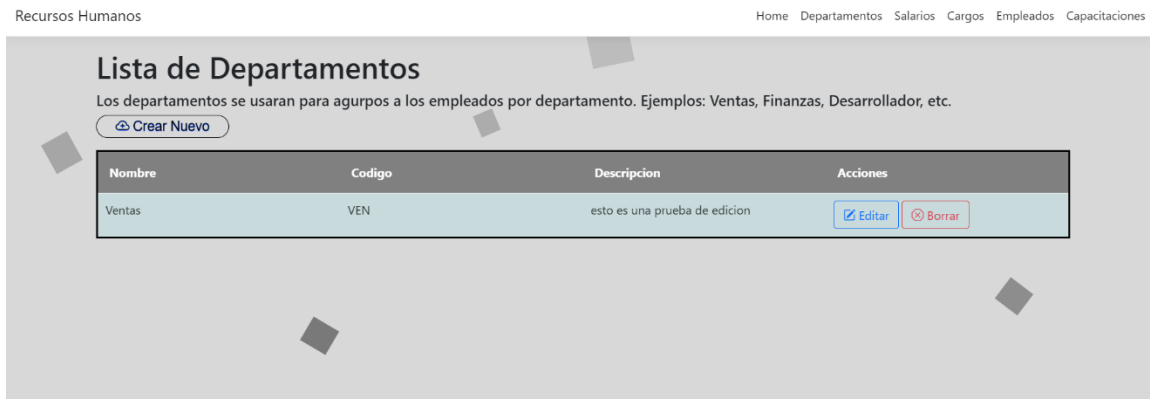 Recursos Humanos Home Departamentos Salarios Cargos Empleados Capacitaciones
Lista de Departamentos
Los departamentos se usaran para agurpos a los empleados por departamento. Ejemplos: Ventas, Finanzas, Desarrollador, etc.
Crear Nuevo
Nombre Codigo Descripcion Acciones
Ventas VEN esto es una prueba de edicion Editar Borrar